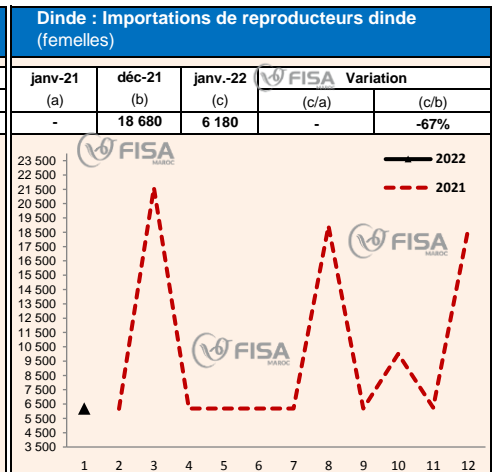 Dinde : Importations de reproducteurs dinde
(femelles)
janv-21 déc-21 janv.-22 FISA MAROC Variation
(a) (b) (c) (c/a) (c/b)
- 18 680 6 180 - -67%
FISA
MAROC
2022
2021
23 500
22 500
21 500
20 500
19 500
18 500
17 500
16 500
15 500
14 500
13 500
12 500
11 500
10 500
9 500
8 500
7 500
6 500
5 500
4 500
3 500
FISA
MAROC
FISA
MAROC
1 2 3 4 5 6 7 8 9 10 11 12